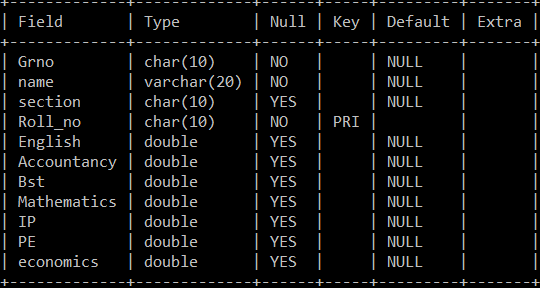 +-------------+-------------+------+-----+---------+-------+
| Field       | Type        | Null | Key | Default | Extra |
+-------------+-------------+------+-----+---------+-------+
| Grno        | char(10)    | NO   |     | NULL    |       |
| name        | varchar(20) | NO   |     | NULL    |       |
| section     | char(10)    | YES  |     | NULL    |       |
| Roll_no     | char(10)    | NO   | PRI |         |       |
| English     | double      | YES  |     | NULL    |       |
| Accountancy | double      | YES  |     | NULL    |       |
| Bst         | double      | YES  |     | NULL    |       |
| Mathematics | double      | YES  |     | NULL    |       |
| IP          | double      | YES  |     | NULL    |       |
| PE          | double      | YES  |     | NULL    |       |
| economics   | double      | YES  |     | NULL    |       |
+-------------+-------------+------+-----+---------+-------+